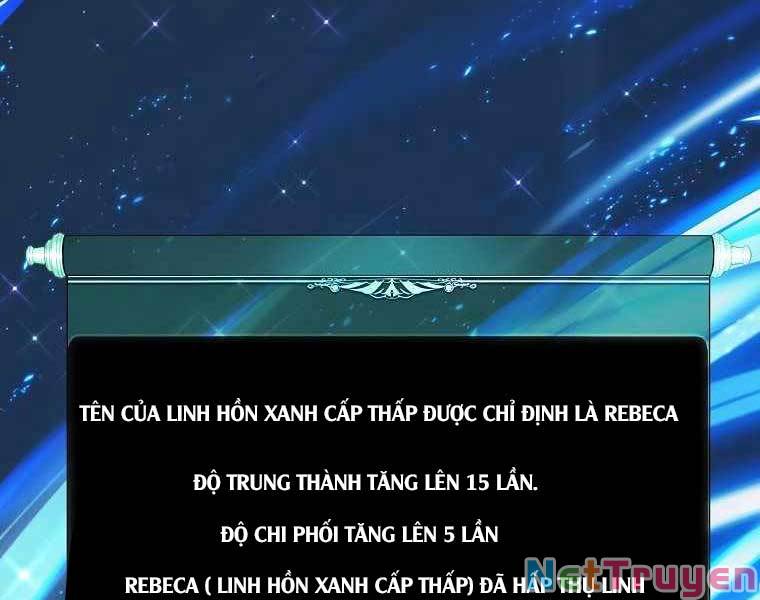 TÊN CỦA LINH HỒN XANH CẤP THẤP ĐƯỢC CHỈ ĐỊNH LÀ REBECA
ĐỘ TRUNG THÀNH TĂNG LÊN 15 LẦN.
ĐỘ CHI PHỐI TĂNG LÊN 5 LẦN
REBECA ( LINH HỒN XANH CẤP THẤP) ĐÃ HẤP THỤ LINH
NetTruyen